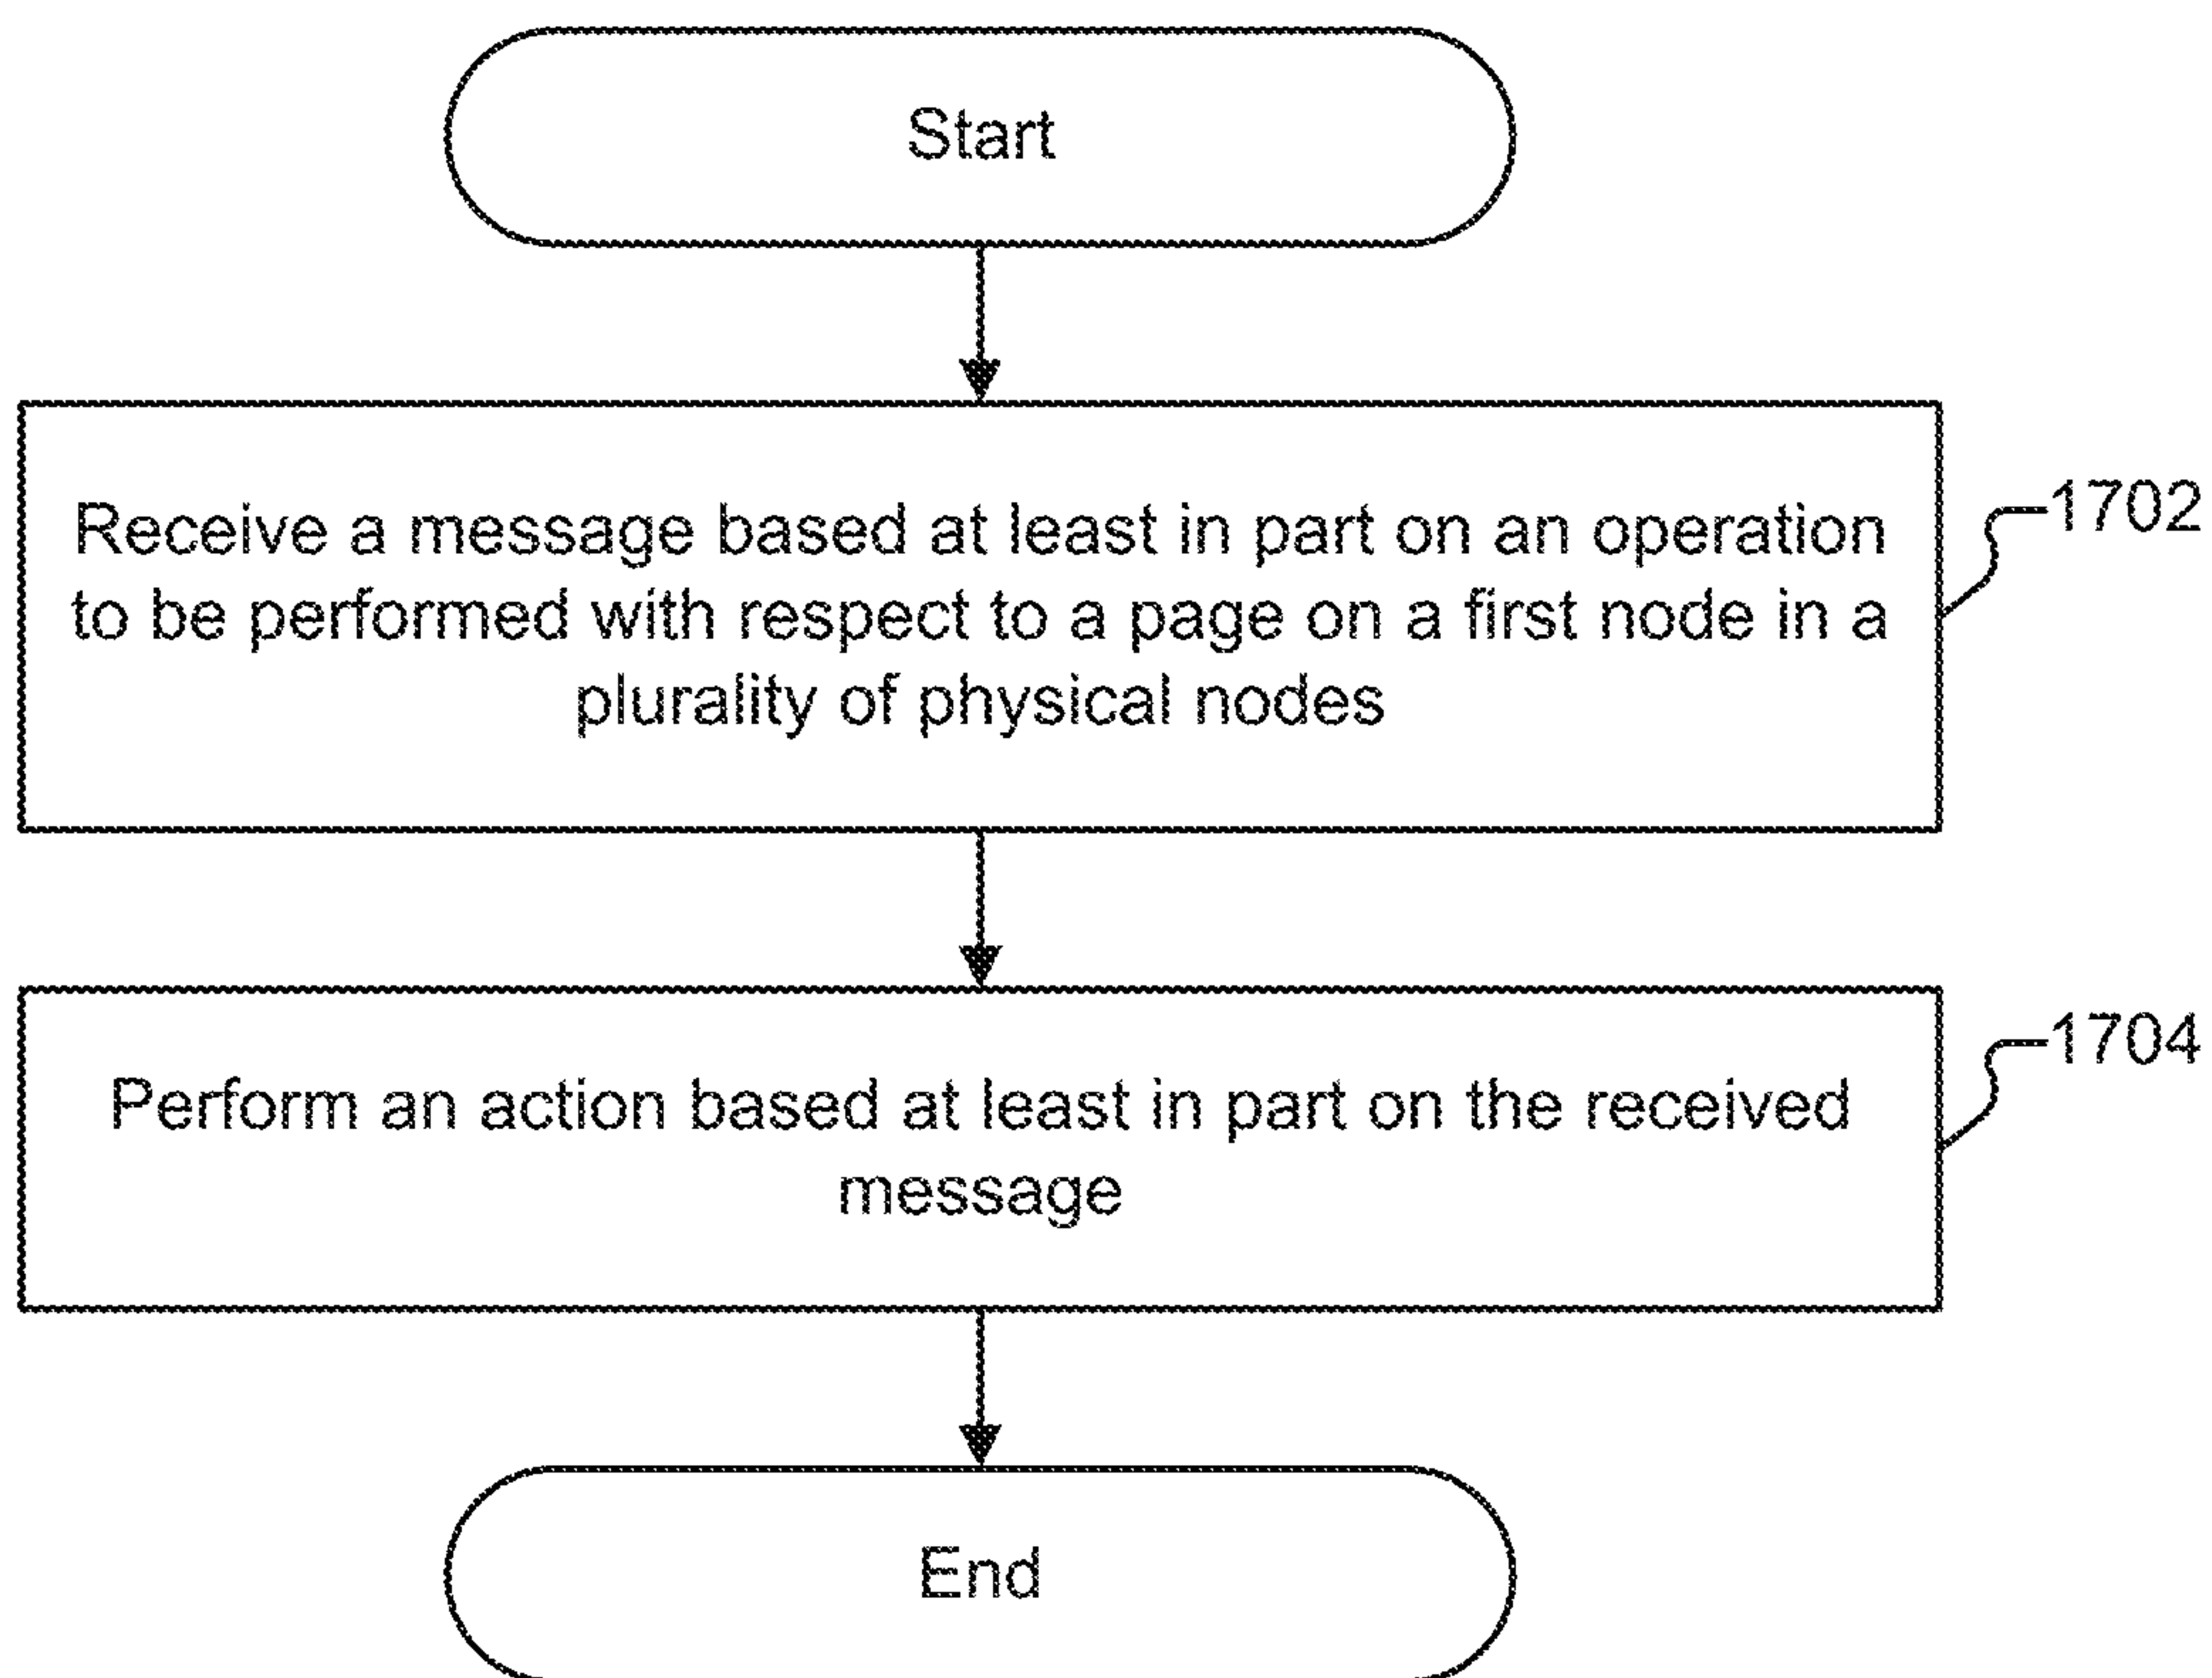 Start
Receive a message based at least in part on an operation
to be performed with respect to a page on a first node in a
plurality of physical nodes
1702
Perform an action based at least in part on the received
message
1704
End